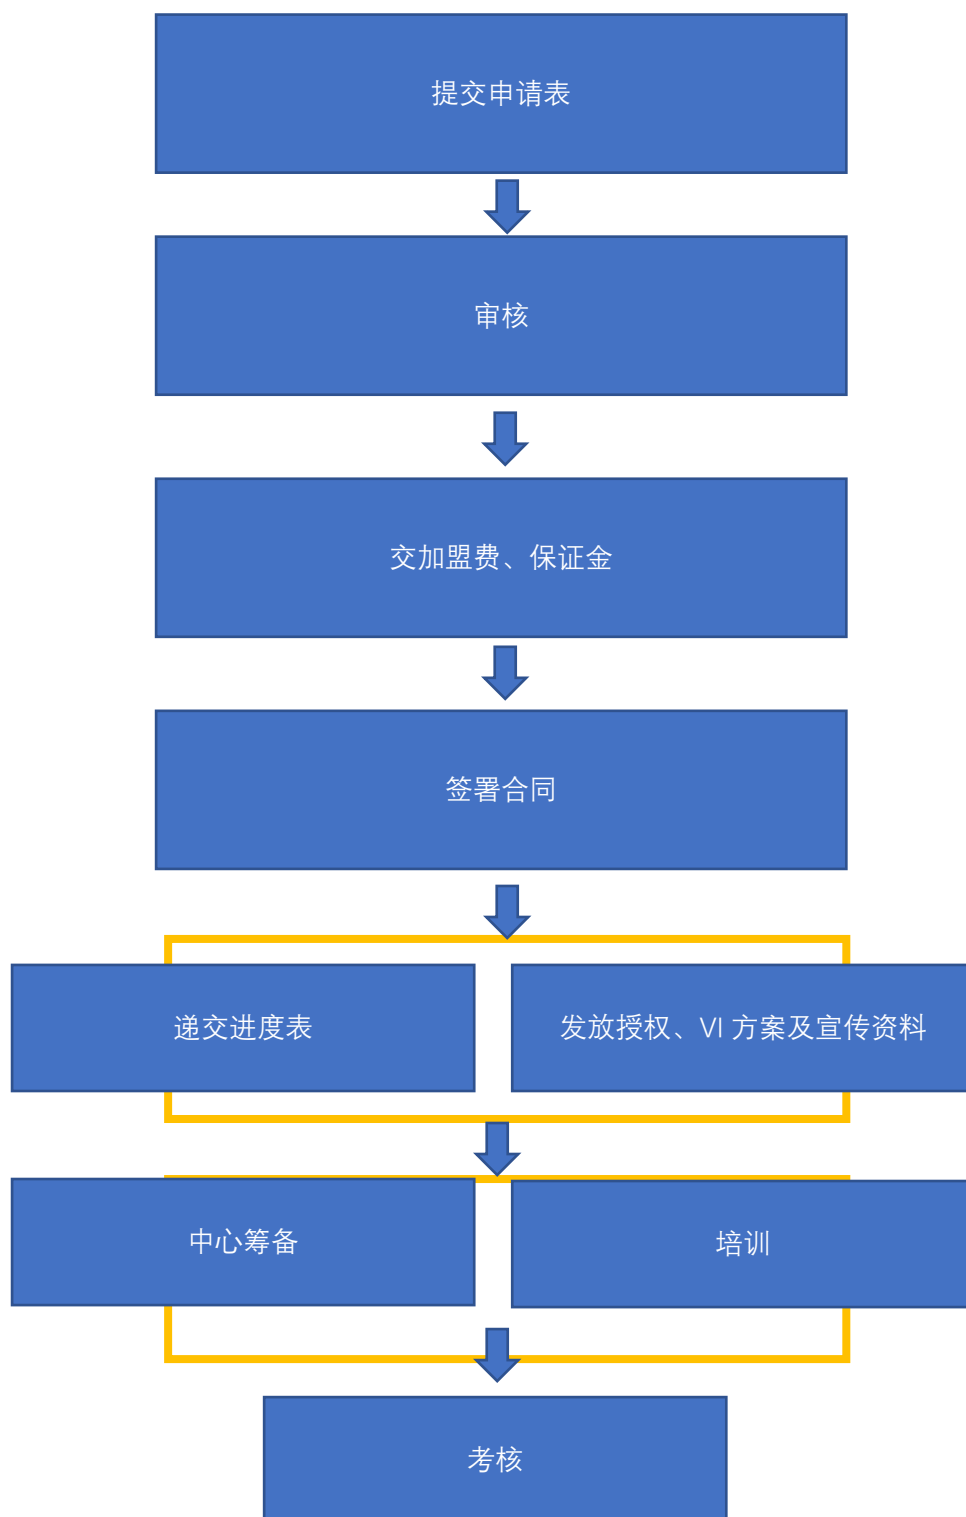 提交申请表
审核
交加盟费、保证金
签署合同
递交进度表
发放授权、VI 方案及宣传资料
中心筹备
培训
考核